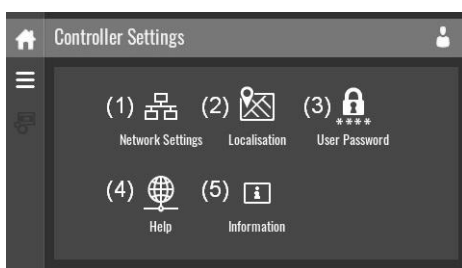 Controller Settings
(1) (2) (3)
****
Network Settings Localisation User Password
(4) (5) i
Help Information